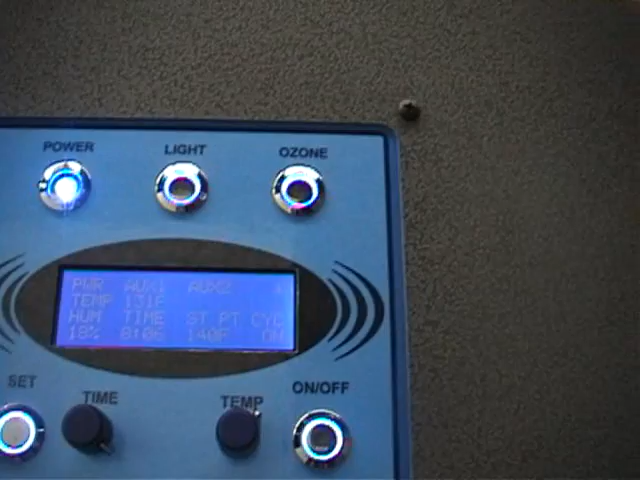 POWER LIGHT OZONE
PWR AUX1 AUX2
TEMP 131F
HUM TIME ST PT CYC
18% 8:06 140F ON
SET TIME TEMP ON/OFF